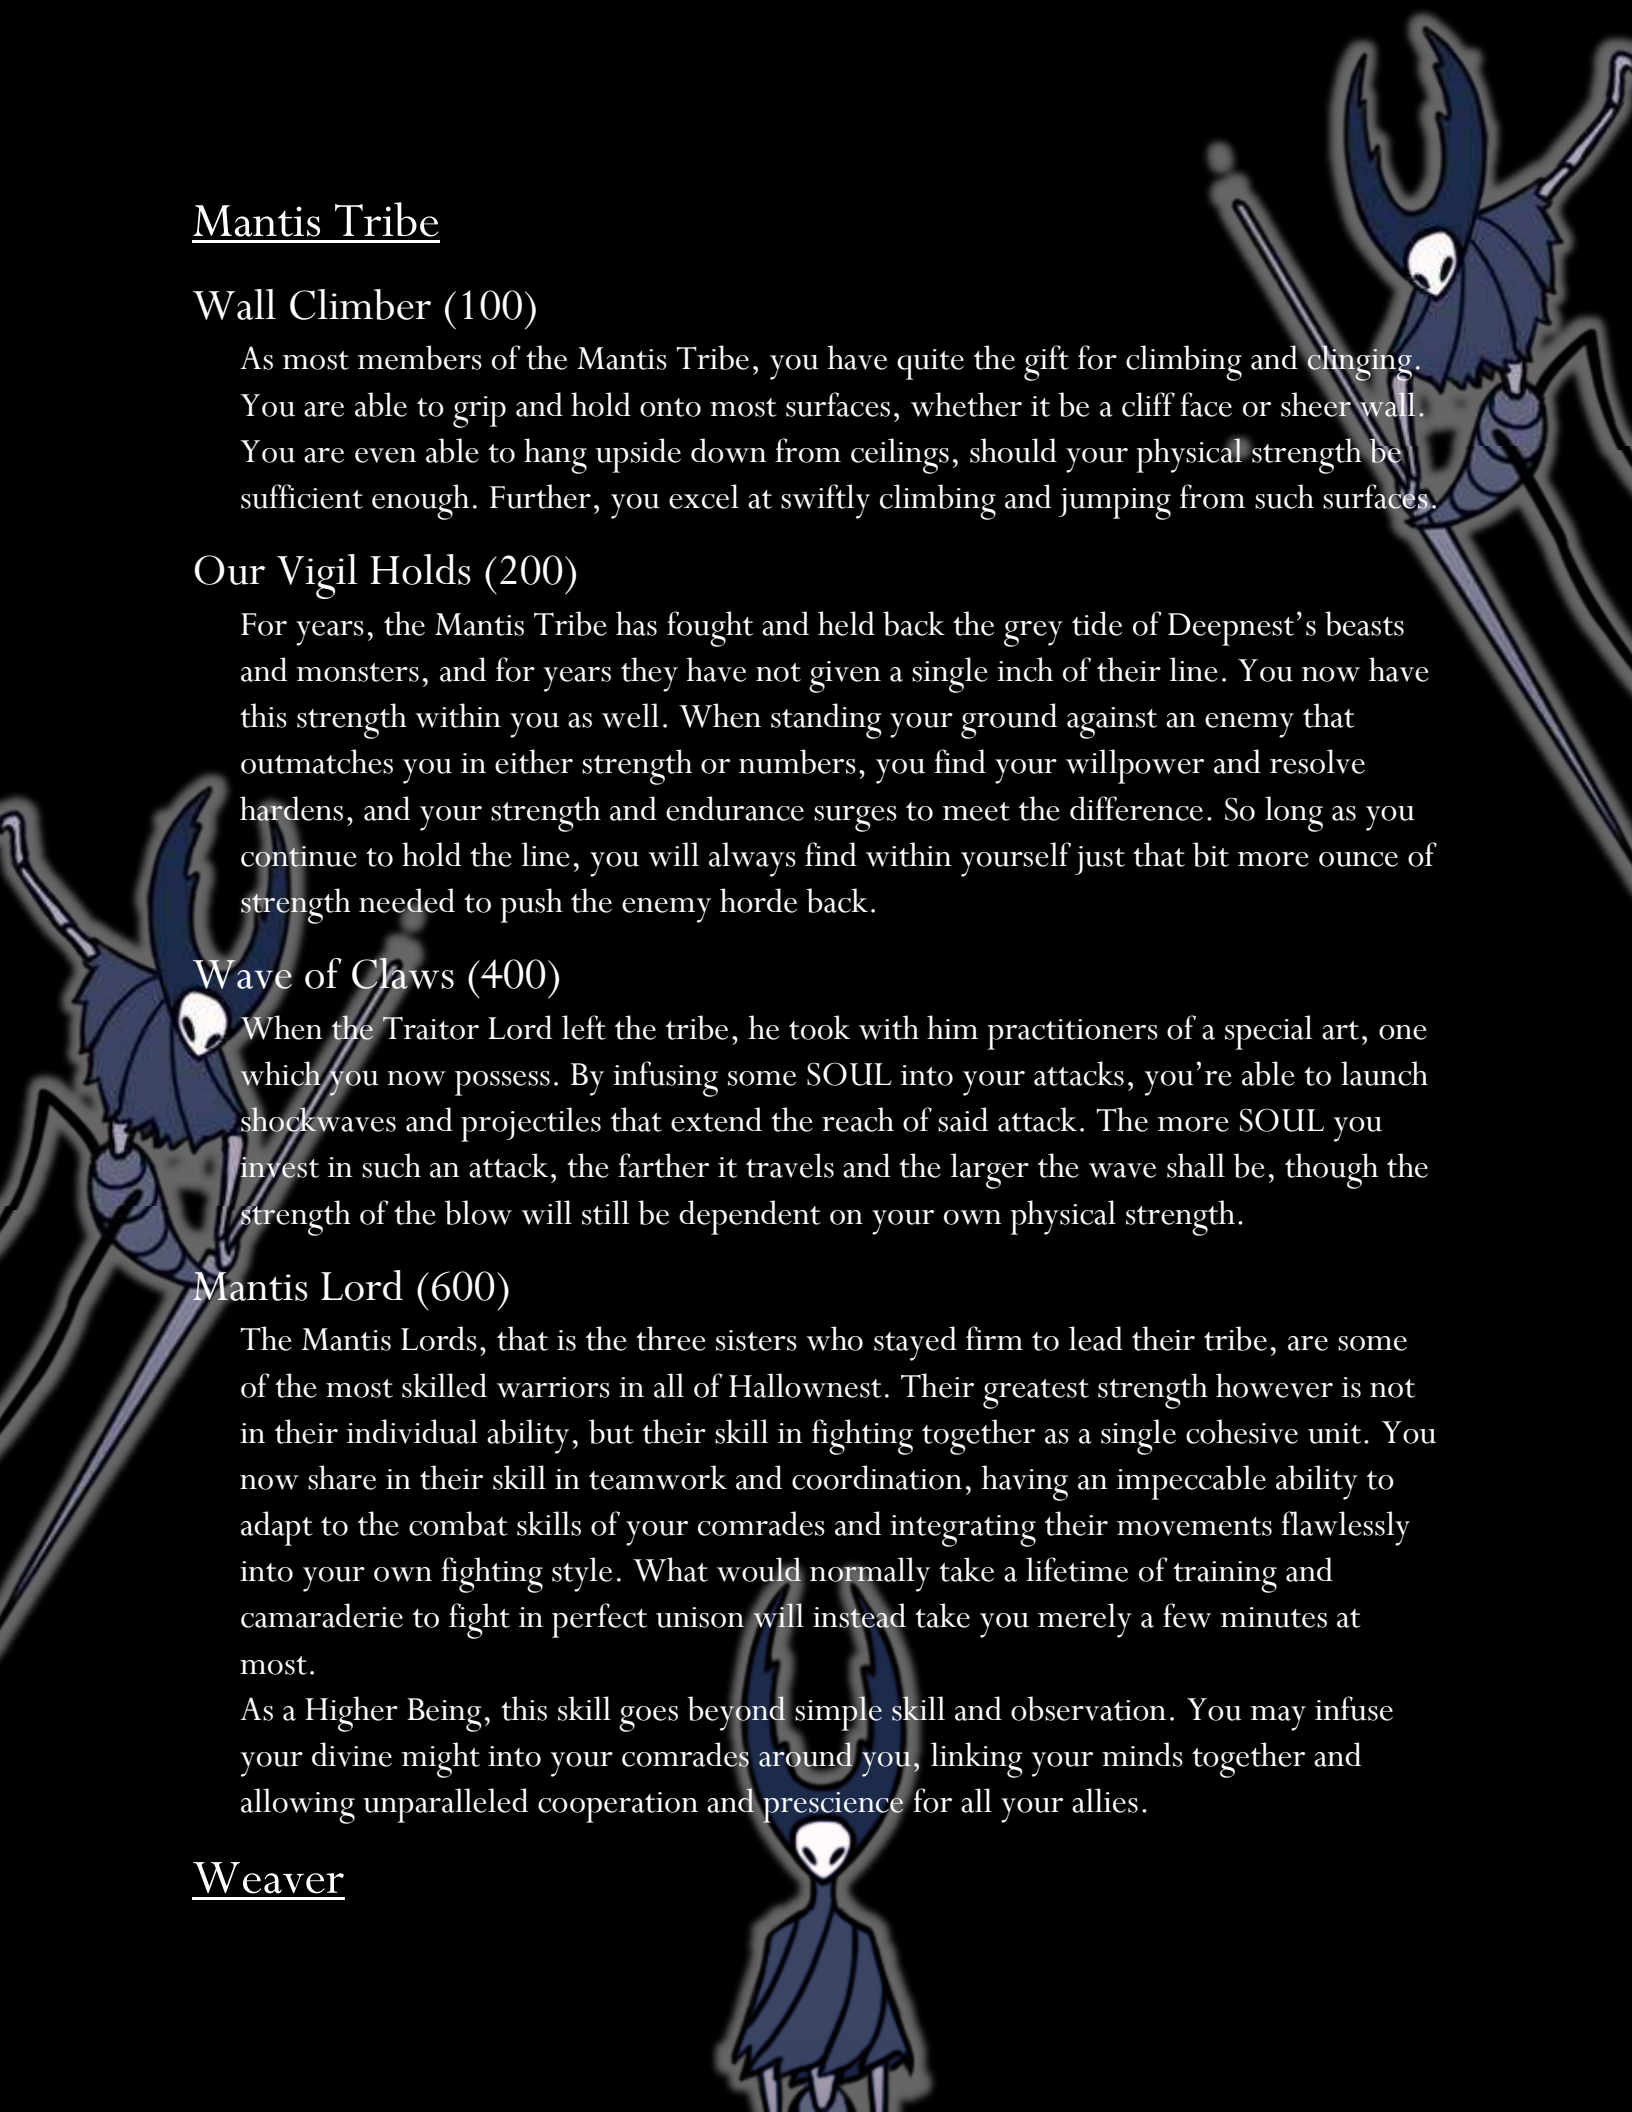 Mantis Tribe
Wall Climber (100)
As most members of the Mantis Tribe, you have quite the gift for climbing and clinging.
You are able to grip and hold onto most surfaces, whether it be a cliff face or sheer wall.
You are even able to hang upside down from ceilings, should your physical strength be
sufficient enough. Further, you excel at swiftly climbing and jumping from such surfaces.
Our Vigil Holds (200)
For years, the Mantis Tribe has fought and held back the grey tide of Deepnest’s beasts
and monsters, and for years they have not given a single inch of their line. You now have
this strength within you as well. When standing your ground against an enemy that
outmatches you in either strength or numbers, you find your willpower and resolve
hardens, and your strength and endurance surges to meet the difference. So long as you
continue to hold the line, you will always find within yourself just that bit more ounce of
strength needed to push the enemy horde back.
Wave of Claws (400)
When the Traitor Lord left the tribe, he took with him practitioners of a special art, one
which you now possess. By infusing some SOUL into your attacks, you’re able to launch
shockwaves and projectiles that extend the reach of said attack. The more SOUL you
invest in such an attack, the farther it travels and the larger the wave shall be, though the
strength of the blow will still be dependent on your own physical strength.
Mantis Lord (600)
The Mantis Lords, that is the three sisters who stayed firm to lead their tribe, are some
of the most skilled warriors in all of Hallownest. Their greatest strength however is not
in their individual ability, but their skill in fighting together as a single cohesive unit. You
now share in their skill in teamwork and coordination, having an impeccable ability to
adapt to the combat skills of your comrades and integrating their movements flawlessly
into your own fighting style. What would normally take a lifetime of training and
camaraderie to fight in perfect unison will instead take you merely a few minutes at
most.
As a Higher Being, this skill goes beyond simple skill and observation. You may infuse
your divine might into your comrades around you, linking your minds together and
allowing unparalleled cooperation and prescience for all your allies.
Weaver